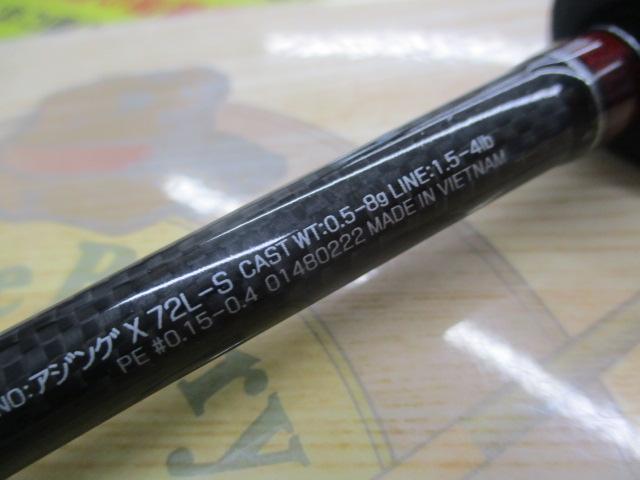 NO:アジング X 72L-S CAST WT:0.5-8g LINE:1.5-4lb
PE #0.15-0.4 01480222 MADE IN VIETNAM